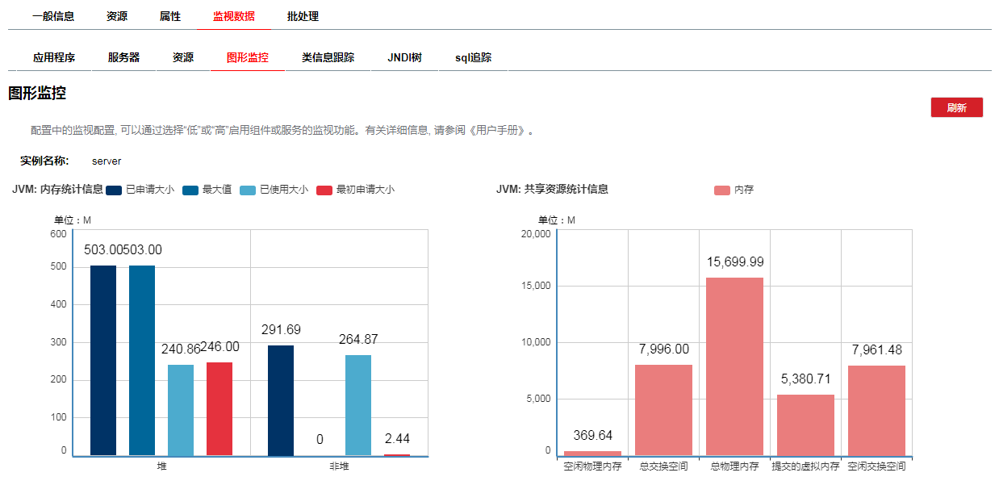 一般信息 资源 属性 监视数据 批处理
应用程序 服务器 资源 图形监控 类信息跟踪 JNDI树 sql追踪
图形监控
刷新
配置中的监视配置, 可以通过选择“低”或“高”启用组件或服务的监视功能。有关详细信息, 请参阅《用户手册》。
实例名称: server
JVM: 内存统计信息 已申请大小 最大值 已使用大小 最初申请大小
单位：M
600
500
400
300
200
100
0
503.00 503.00 240.86 246.00
291.69 0 264.87 2.44
堆 非堆
JVM: 共享资源统计信息 内存
单位：M
20,000
15,000
10,000
5,000
0
369.64 7,996.00 15,699.99 5,380.71 7,961.48
空闲物理内存 总交换空间 总物理内存 提交的虚拟内存 空闲交换空间